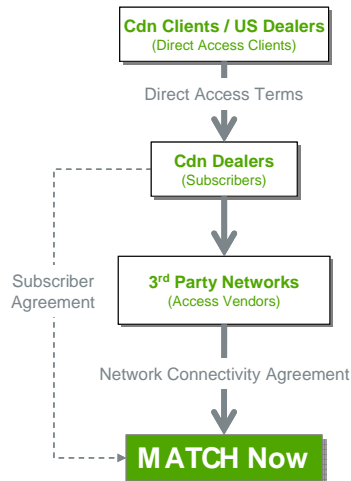 Cdn Clients / US Dealers
(Direct Access Clients)
Direct Access Terms
Cdn Dealers
(Subscribers)
Subscriber
Agreement
3rd Party Networks
(Access Vendors)
Network Connectivity Agreement
MATCH Now